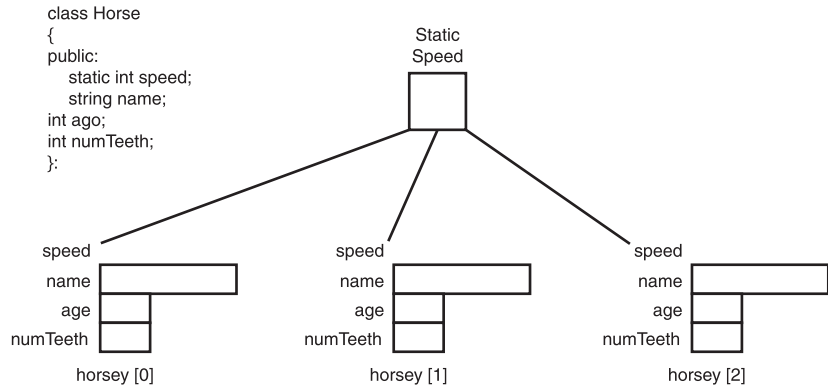 class Horse
{
public:
static int speed;
string name;
int ago;
int numTeeth;
}:
Static
Speed
speed
name
age
numTeeth
horsey [0]
speed
name
age
numTeeth
horsey [1]
speed
name
age
numTeeth
horsey [2]